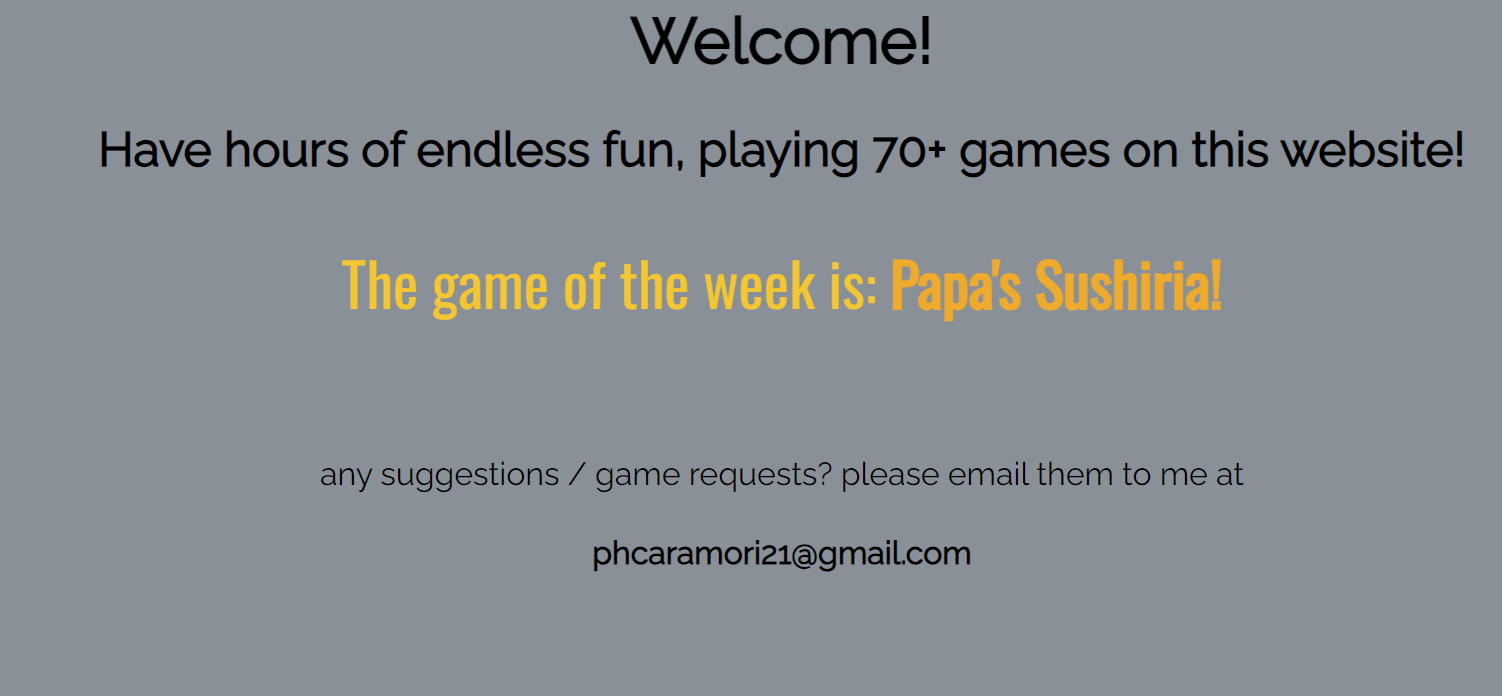 Welcome!
Have hours of endless fun, playing 70+ games on this website!
The game of the week is: Papa's Sushiria!
any suggestions / game requests? please email them to me at
phcaramori21@gmail.com